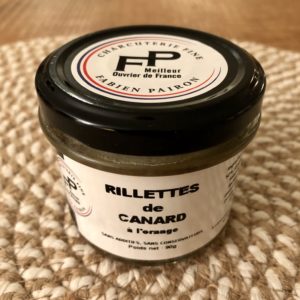 CHARCUTERIE FINE
FP
Meilleur
Ouvrier de France
FABIEN PAIRON
RILLETTES
de
CANARD
à l'orange
SANS ADDITIFS, SANS CONSERVATEURS
Poids net : 90g